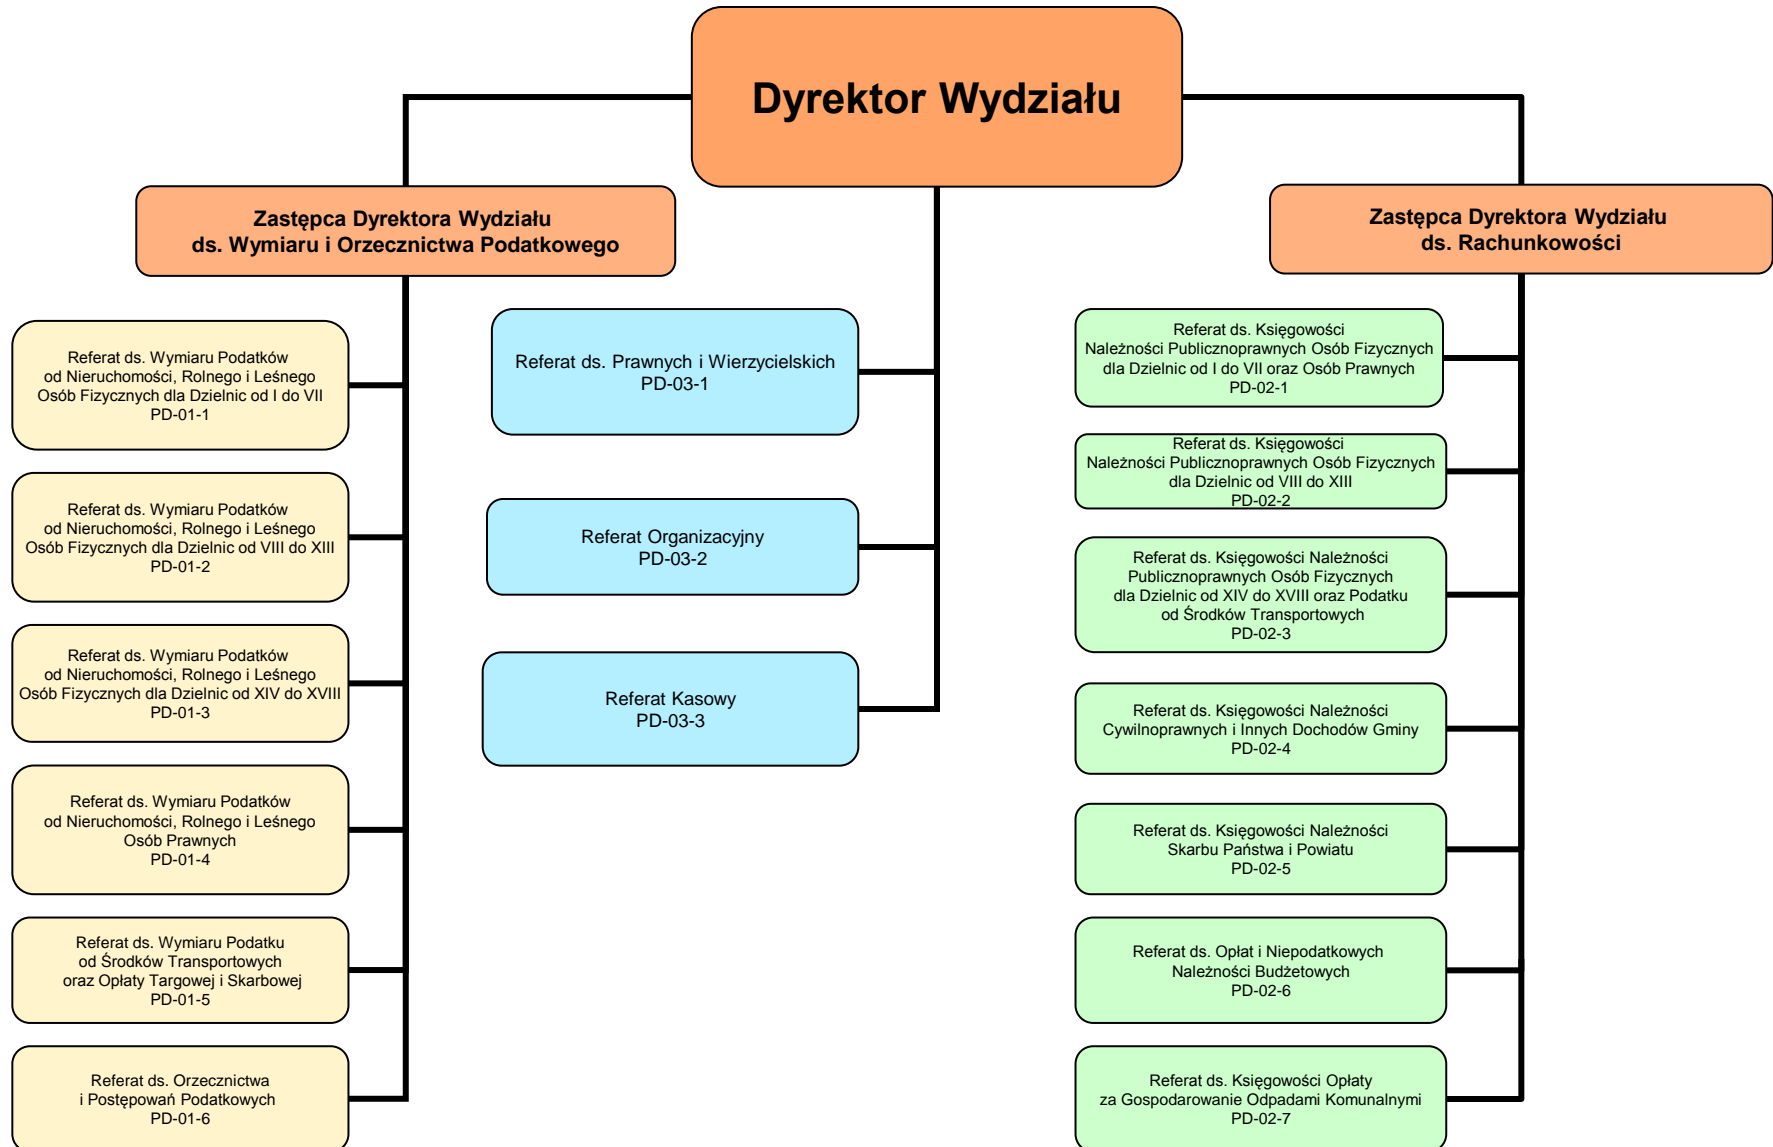 Dyrektor Wydziału
Zastępca Dyrektora Wydziału
ds. Wymiaru i Orzecznictwa Podatkowego
Referat ds. Wymiaru Podatków
od Nieruchomości, Rolnego i Leśnego
Osób Fizycznych dla Dzielnic od I do VII
PD-01-1
Referat ds. Wymiaru Podatków
od Nieruchomości, Rolnego i Leśnego
Osób Fizycznych dla Dzielnic od VIII do XIII
PD-01-2
Referat ds. Wymiaru Podatków
od Nieruchomości, Rolnego i Leśnego
Osób Fizycznych dla Dzielnic od XIV do XVIII
PD-01-3
Referat ds. Wymiaru Podatków
od Nieruchomości, Rolnego i Leśnego
Osób Prawnych
PD-01-4
Referat ds. Wymiaru Podatku
od Środków Transportowych
oraz Opłaty Targowej i Skarbowej
PD-01-5
Referat ds. Orzecznictwa
i Postępowań Podatkowych
PD-01-6
Referat ds. Prawnych i Wierzycielskich
PD-03-1
Referat Organizacyjny
PD-03-2
Referat Kasowy
PD-03-3
Zastępca Dyrektora Wydziału
ds. Rachunkowości
Referat ds. Księgowości
Należności Publicznoprawnych Osób Fizycznych
dla Dzielnic od I do VII oraz Osób Prawnych
PD-02-1
Referat ds. Księgowości
Należności Publicznoprawnych Osób Fizycznych
dla Dzielnic od VIII do XIII
PD-02-2
Referat ds. Księgowości Należności
Publicznoprawnych Osób Fizycznych
dla Dzielnic od XIV do XVIII oraz Podatku
od Środków Transportowych
PD-02-3
Referat ds. Księgowości Należności
Cywilnoprawnych i Innych Dochodów Gminy
PD-02-4
Referat ds. Księgowości Należności
Skarbu Państwa i Powiatu
PD-02-5
Referat ds. Opłat i Niepodatkowych
Należności Budżetowych
PD-02-6
Referat ds. Księgowości Opłaty
za Gospodarowanie Odpadami Komunalnymi
PD-02-7